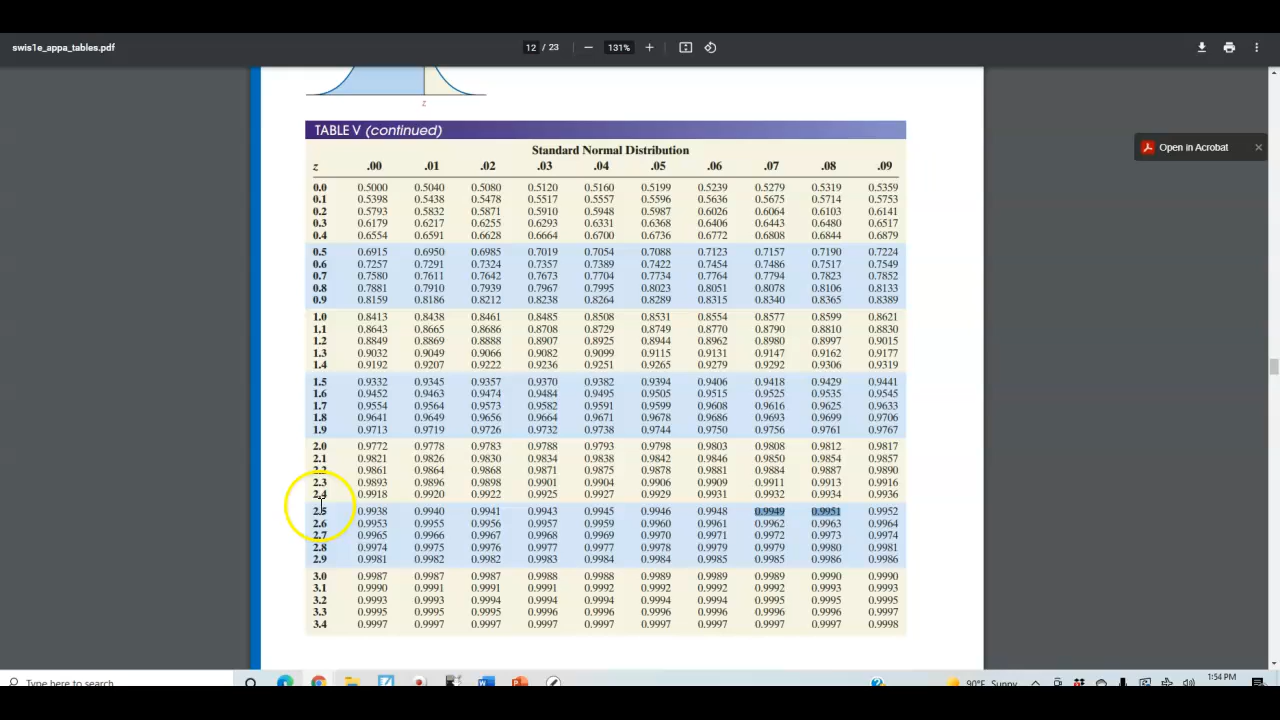 swis1e_appa_tables.pdf
12 / 23 − 131% +
z
Open in Acrobat ×
TABLE V (continued)
Standard Normal Distribution
z .00 .01 .02 .03 .04 .05 .06 .07 .08 .09
0.0 0.5000 0.5040 0.5080 0.5120 0.5160 0.5199 0.5239 0.5279 0.5319 0.5359
0.1 0.5398 0.5438 0.5478 0.5517 0.5557 0.5596 0.5636 0.5675 0.5714 0.5753
0.2 0.5793 0.5832 0.5871 0.5910 0.5948 0.5987 0.6026 0.6064 0.6103 0.6141
0.3 0.6179 0.6217 0.6255 0.6293 0.6331 0.6368 0.6406 0.6443 0.6480 0.6517
0.4 0.6554 0.6591 0.6628 0.6664 0.6700 0.6736 0.6772 0.6808 0.6844 0.6879
0.5 0.6915 0.6950 0.6985 0.7019 0.7054 0.7088 0.7123 0.7157 0.7190 0.7224
0.6 0.7257 0.7291 0.7324 0.7357 0.7389 0.7422 0.7454 0.7486 0.7517 0.7549
0.7 0.7580 0.7611 0.7642 0.7673 0.7704 0.7734 0.7764 0.7794 0.7823 0.7852
0.8 0.7881 0.7910 0.7939 0.7967 0.7995 0.8023 0.8051 0.8078 0.8106 0.8133
0.9 0.8159 0.8186 0.8212 0.8238 0.8264 0.8289 0.8315 0.8340 0.8365 0.8389
1.0 0.8413 0.8438 0.8461 0.8485 0.8508 0.8531 0.8554 0.8577 0.8599 0.8621
1.1 0.8643 0.8665 0.8686 0.8708 0.8729 0.8749 0.8770 0.8790 0.8810 0.8830
1.2 0.8849 0.8869 0.8888 0.8907 0.8925 0.8944 0.8962 0.8980 0.8997 0.9015
1.3 0.9032 0.9049 0.9066 0.9082 0.9099 0.9115 0.9131 0.9147 0.9162 0.9177
1.4 0.9192 0.9207 0.9222 0.9236 0.9251 0.9265 0.9279 0.9292 0.9306 0.9319
1.5 0.9332 0.9345 0.9357 0.9370 0.9382 0.9394 0.9406 0.9418 0.9429 0.9441
1.6 0.9452 0.9463 0.9474 0.9484 0.9495 0.9505 0.9515 0.9525 0.9535 0.9545
1.7 0.9554 0.9564 0.9573 0.9582 0.9591 0.9599 0.9608 0.9616 0.9625 0.9633
1.8 0.9641 0.9649 0.9656 0.9664 0.9671 0.9678 0.9686 0.9693 0.9699 0.9706
1.9 0.9713 0.9719 0.9726 0.9732 0.9738 0.9744 0.9750 0.9756 0.9761 0.9767
2.0 0.9772 0.9778 0.9783 0.9788 0.9793 0.9798 0.9803 0.9808 0.9812 0.9817
2.1 0.9821 0.9826 0.9830 0.9834 0.9838 0.9842 0.9846 0.9850 0.9854 0.9857
2.2 0.9861 0.9864 0.9868 0.9871 0.9875 0.9878 0.9881 0.9884 0.9887 0.9890
2.3 0.9893 0.9896 0.9898 0.9901 0.9904 0.9906 0.9909 0.9911 0.9913 0.9916
2.4 0.9918 0.9920 0.9922 0.9925 0.9927 0.9929 0.9931 0.9932 0.9934 0.9936
2.5 0.9938 0.9940 0.9941 0.9943 0.9945 0.9946 0.9948 0.9949 0.9951 0.9952
2.6 0.9953 0.9955 0.9956 0.9957 0.9959 0.9960 0.9961 0.9962 0.9963 0.9964
2.7 0.9965 0.9966 0.9967 0.9968 0.9969 0.9970 0.9971 0.9972 0.9973 0.9974
2.8 0.9974 0.9975 0.9976 0.9977 0.9977 0.9978 0.9979 0.9979 0.9980 0.9981
2.9 0.9981 0.9982 0.9982 0.9983 0.9984 0.9984 0.9985 0.9985 0.9986 0.9986
3.0 0.9987 0.9987 0.9987 0.9988 0.9988 0.9989 0.9989 0.9989 0.9990 0.9990
3.1 0.9990 0.9991 0.9991 0.9991 0.9992 0.9992 0.9992 0.9992 0.9993 0.9993
3.2 0.9993 0.9993 0.9994 0.9994 0.9994 0.9994 0.9994 0.9995 0.9995 0.9995
3.3 0.9995 0.9995 0.9995 0.9996 0.9996 0.9996 0.9996 0.9996 0.9996 0.9997
3.4 0.9997 0.9997 0.9997 0.9997 0.9997 0.9997 0.9997 0.9997 0.9997 0.9998
Type here to search
90°F Sunny
1:54 PM